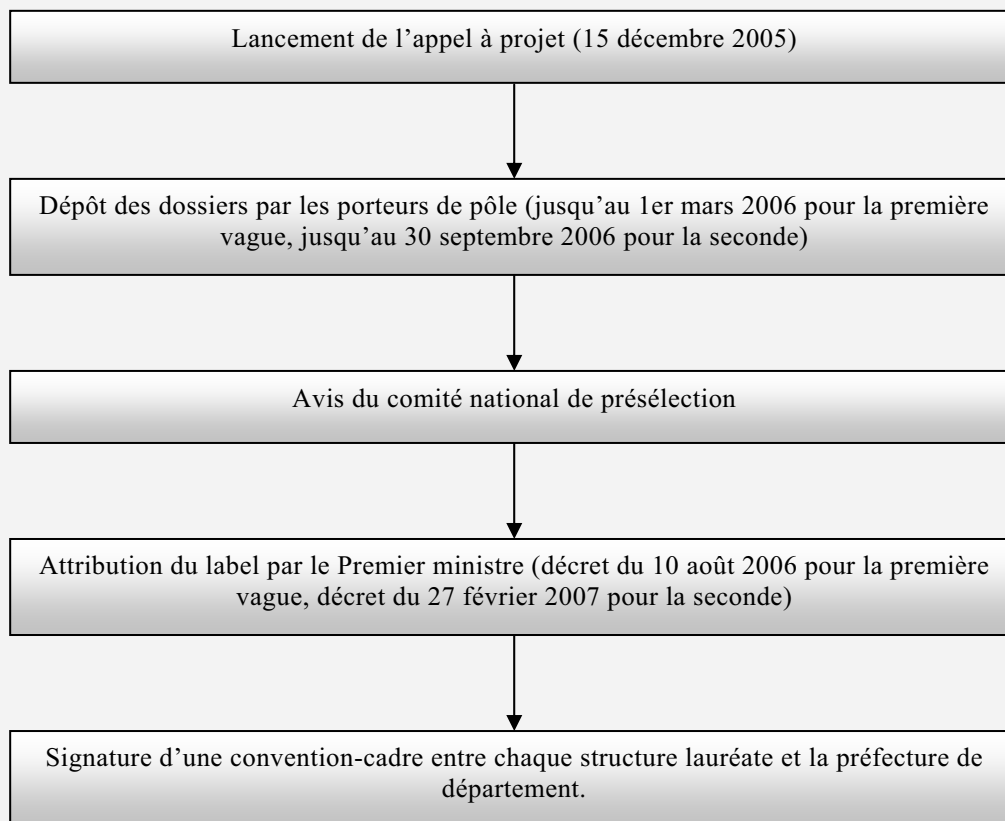 Lancement de l’appel à projet (15 décembre 2005)
Dépôt des dossiers par les porteurs de pôle (jusqu’au 1er mars 2006 pour la première
vague, jusqu’au 30 septembre 2006 pour la seconde)
Avis du comité national de présélection
Attribution du label par le Premier ministre (décret du 10 août 2006 pour la première
vague, décret du 27 février 2007 pour la seconde)
Signature d’une convention-cadre entre chaque structure lauréate et la préfecture de
département.